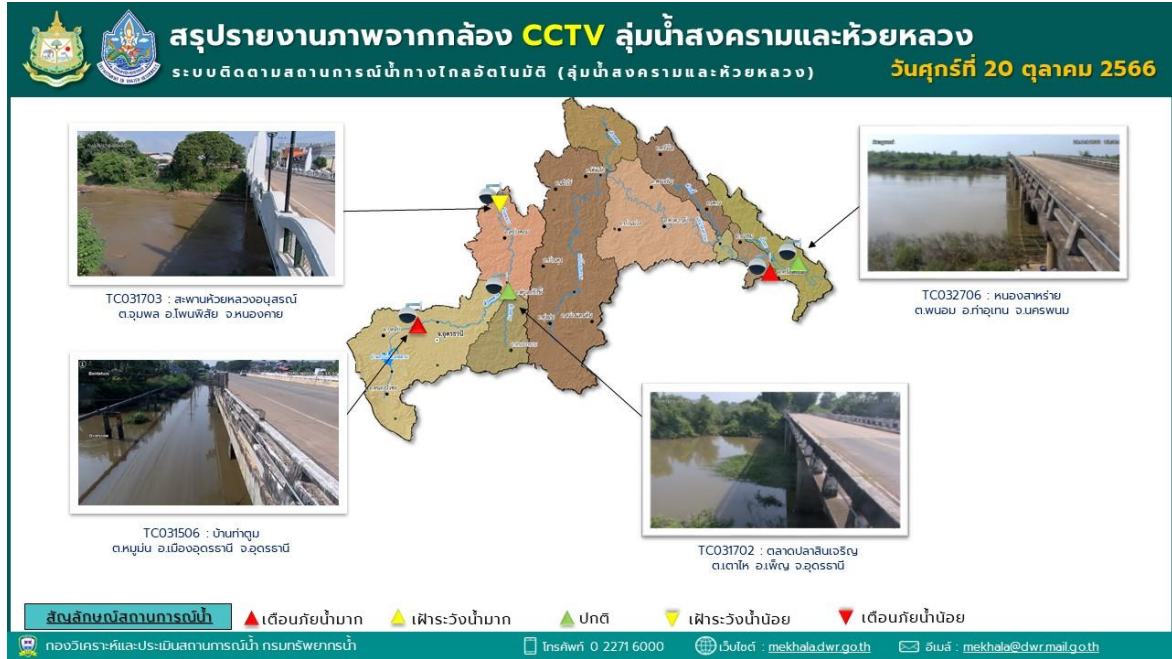 สรุปรายงานภาพจากกล้อง CCTV ลุ่มน้ำสงครามและห้วยหลวง
ระบบติดตามสถานการณ์น้ำทางไกลอัตโนมัติ (ลุ่มน้ำสงครามและห้วยหลวง)
วันศุกร์ที่ 20 ตุลาคม 2566
TC031703 : สะพานห้วยหลวงอนุสรณ์
ต.จุมพล อ.โพนพิสัย จ.หนองคาย
TC032706 : หนองสาหร่าย
ต.พนอม อ.ท่าอุเทน จ.นครพนม
จ.อุดรธานี
TC031506 : บ้านท่าตูม
ต.หมูม่น อ.เมืองอุดรธานี จ.อุดรธานี
TC031702 : ตลาดปลาสินเจริญ
ต.เตาไห อ.เพ็ญ จ.อุดรธานี
สัญลักษณ์สถานการณ์น้ำ
เตือนภัยน้ำมาก
เฝ้าระวังน้ำมาก
ปกติ
เฝ้าระวังน้ำน้อย
เตือนภัยน้ำน้อย
กองวิเคราะห์และประเมินสถานการณ์น้ำ กรมทรัพยากรน้ำ
โทรศัพท์ 0 2271 6000
เว็บไซต์ : mekhala.dwr.go.th
อีเมล์ : mekhala@dwr.mail.go.th